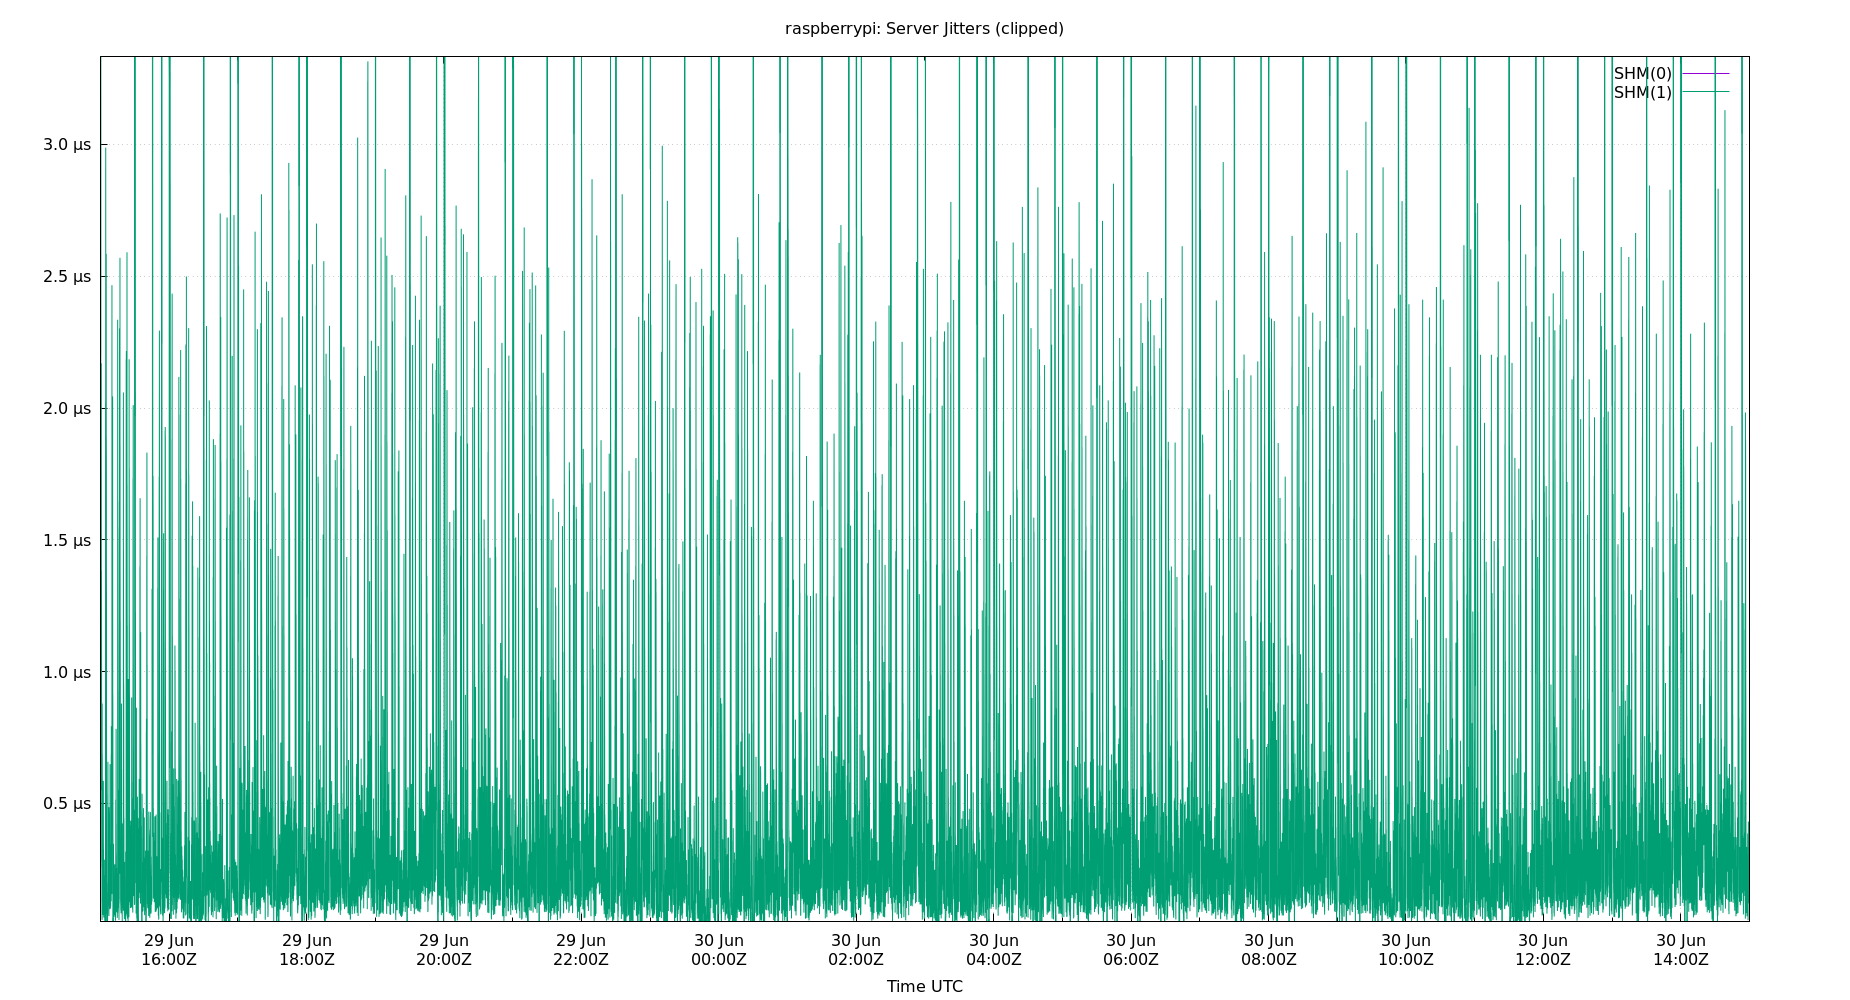 raspberrypi: Server Jitters (clipped)
SHM(0)
SHM(1)
3.0 μs
2.5 μs
2.0 μs
1.5 μs
1.0 μs
0.5 μs
29 Jun 29 Jun 29 Jun 29 Jun 30 Jun 30 Jun 30 Jun 30 Jun 30 Jun 30 Jun 30 Jun 30 Jun
16:00Z 18:00Z 20:00Z 22:00Z 00:00Z 02:00Z 04:00Z 06:00Z 08:00Z 10:00Z 12:00Z 14:00Z
Time UTC